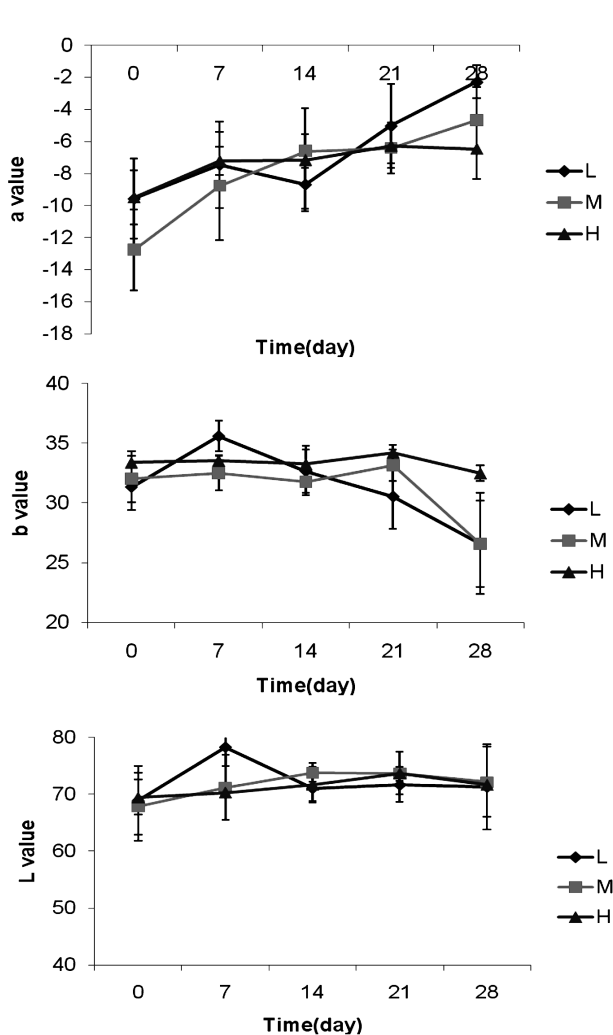 0
-2
-4
-6
-8
-10
-12
-14
-16
-18
a value
0 7 14 21 28
Time(day)
L
M
H
40
35
30
25
20
b value
0 7 14 21 28
Time(day)
L
M
H
80
70
60
50
40
L value
0 7 14 21 28
Time(day)
L
M
H